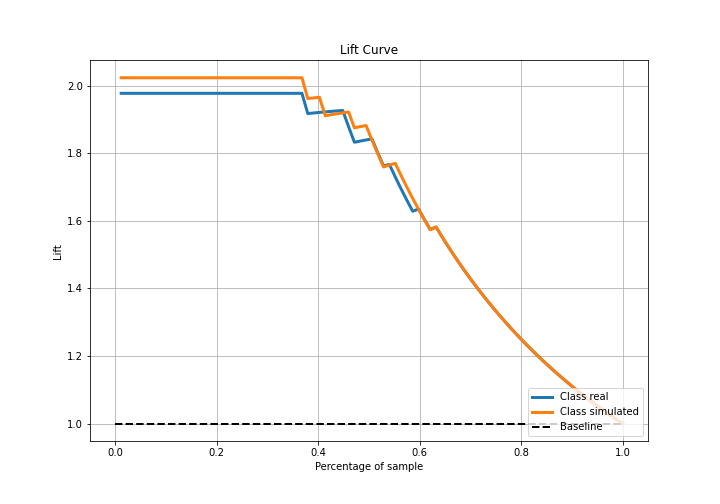 Lift Curve
2.0
1.8
1.6
1.4
1.2
1.0
Lift
0.0 0.2 0.4 0.6 0.8 1.0
Percentage of sample
Class real
Class simulated
Baseline